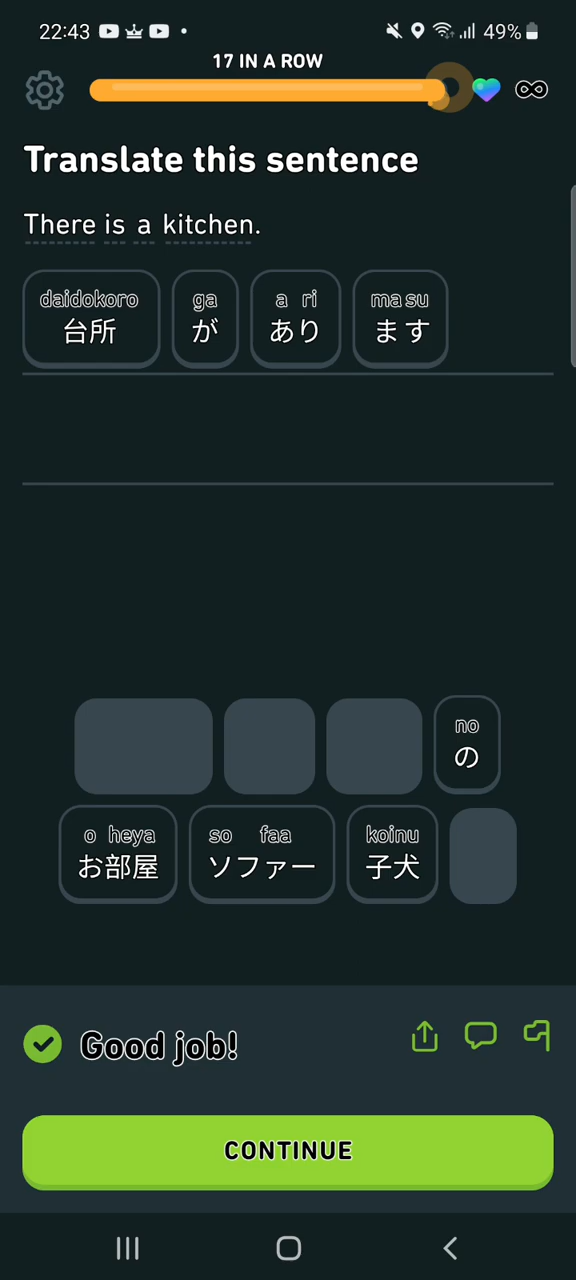 22:43 49%
17 IN A ROW
Translate this sentence
There is a kitchen.
daidokoro ga a ri ma su
台所 が あり ます
no
の
o heya so faa koinu
お部屋 ソファー 子犬
Good job!
CONTINUE